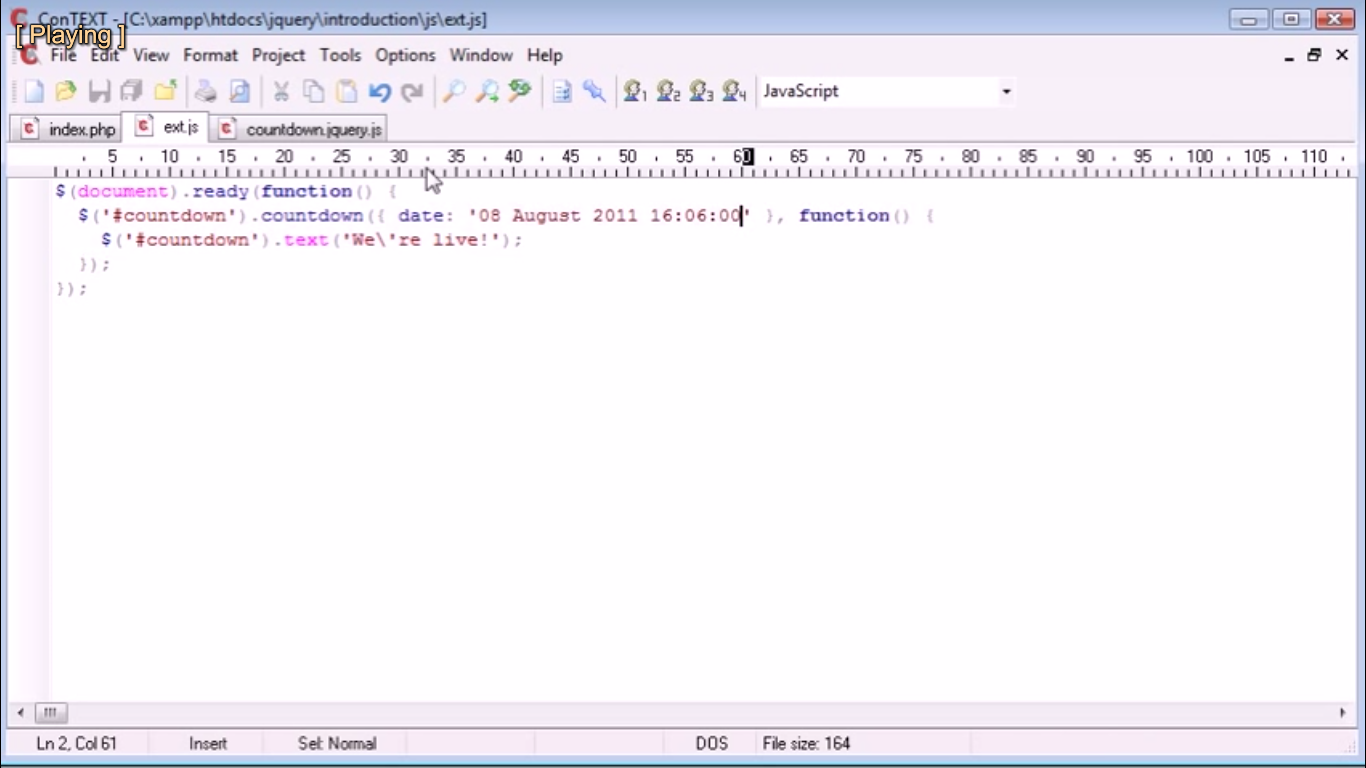 ConTEXT - [C:\xampp\htdocs\jquery\introduction\js\ext.js]
[ Playing ]
File Edit View Format Project Tools Options Window Help
1 2 3 4 JavaScript
index.php ext.js countdown.jquery.js
5 10 15 20 25 30 35 40 45 50 55 60 65 70 75 80 85 90 95 100 105 110
$(document).ready(function() {
$('#countdown').countdown({ date: '08 August 2011 16:06:00' }, function() {
$('#countdown').text('We\'re live!');
});
});
Ln 2, Col 61 Insert Sel: Normal DOS File size: 164